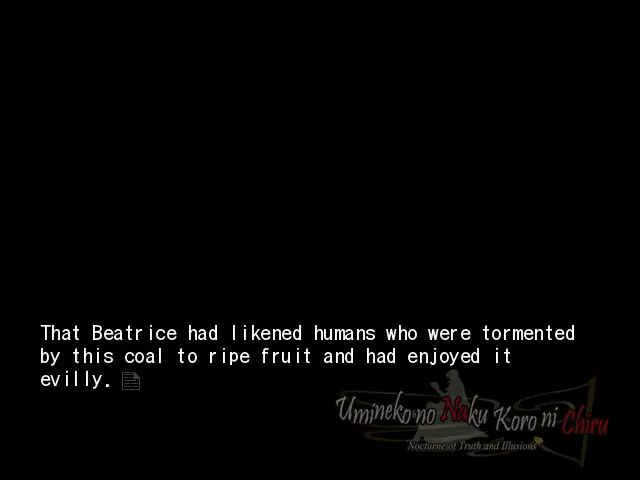 That Beatrice had likened humans who were tormented
by this coal to ripe fruit and had enjoyed it
evilly.
Umineko no Naku Koro ni Chiru
Nocturne of Truth and Illusions